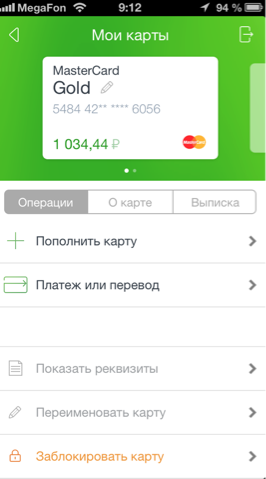 MegaFon 9:12 94 %
Мои карты
MasterCard
Gold
5484 42** **** 6056
1 034,44 ₽
MasterCard
Операции О карте Выписка
Пополнить карту
Платеж или перевод
Показать реквизиты
Переименовать карту
Заблокировать карту